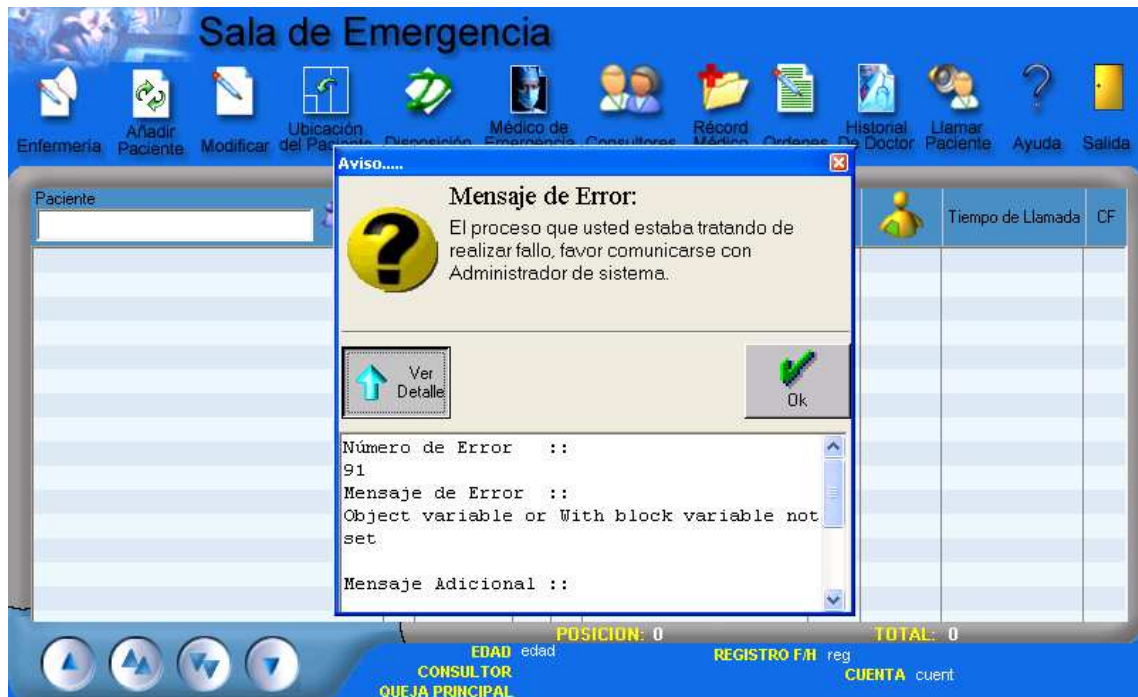 Sala de Emergencia
Enfermería
Añadir
Paciente
Modificar
Ubicación
del Paciente
Disposición
Médico de
Emergencia
Consultores
Récord
Médico
Ordenes
Historial
De Doctor
Llamar
Paciente
Ayuda
Salida
Aviso.....
Paciente
Tiempo de Llamada
CF
Mensaje de Error:
El proceso que usted estaba tratando de
realizar fallo, favor comunicarse con
Administrador de sistema.
Ver
Detalle
Ok
Número de Error ::
91
Mensaje de Error ::
Object variable or With block variable not
set
Mensaje Adicional ::
POSICION: 0
TOTAL: 0
EDAD edad
REGISTRO F/H reg
CONSULTOR
CUENTA cuent
QUEJA PRINCIPAL